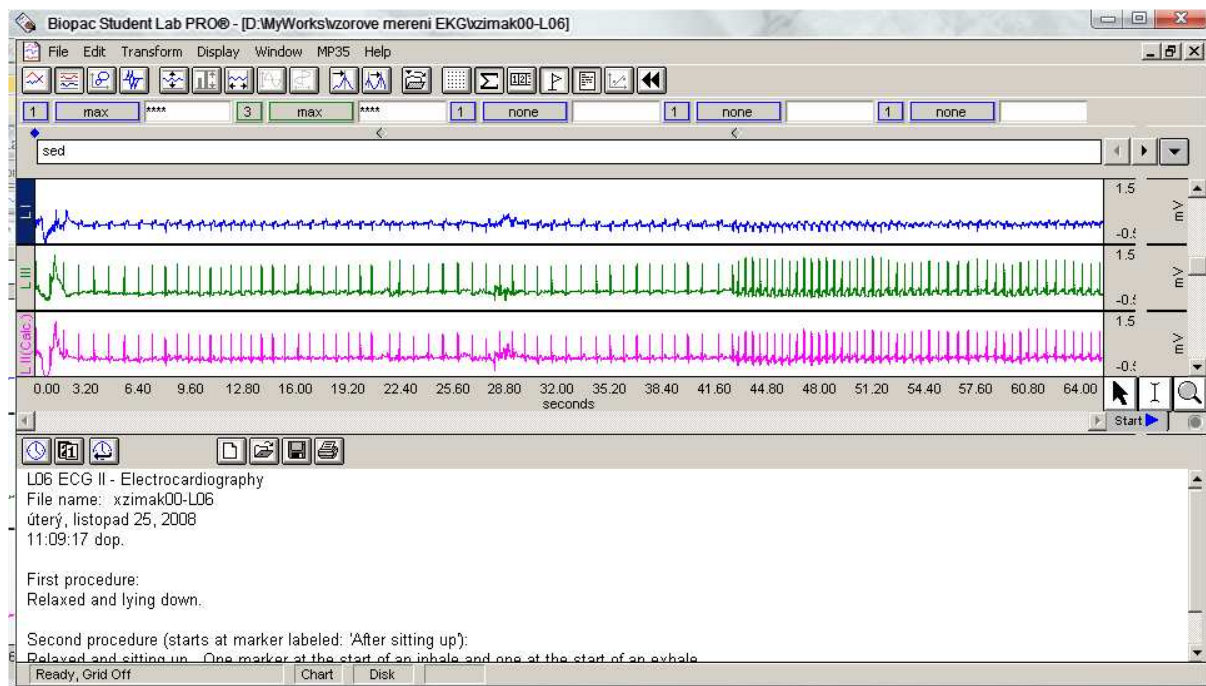 Biopac Student Lab PRO® - [D:\MyWorks\vzorove mereni EKG\xzimak00-L06]
File Edit Transform Display Window MP35 Help
1 max **** 3 max **** 1 none 1 none 1 none
sed
L I
1.5
mV
-0.5
L III
1.5
mV
-0.5
L II(Calc.)
1.5
mV
-0.5
0.00 3.20 6.40 9.60 12.80 16.00 19.20 22.40 25.60 28.80 32.00 35.20 38.40 41.60 44.80 48.00 51.20 54.40 57.60 60.80 64.00
seconds
Start
L06 ECG II - Electrocardiography
File name: xzimak00-L06
úterý, listopad 25, 2008
11:09:17 dop.
First procedure:
Relaxed and lying down.
Second procedure (starts at marker labeled: 'After sitting up'):
Relaxed and sitting up. One marker at the start of an inhale and one at the start of an exhale
Ready, Grid Off Chart Disk